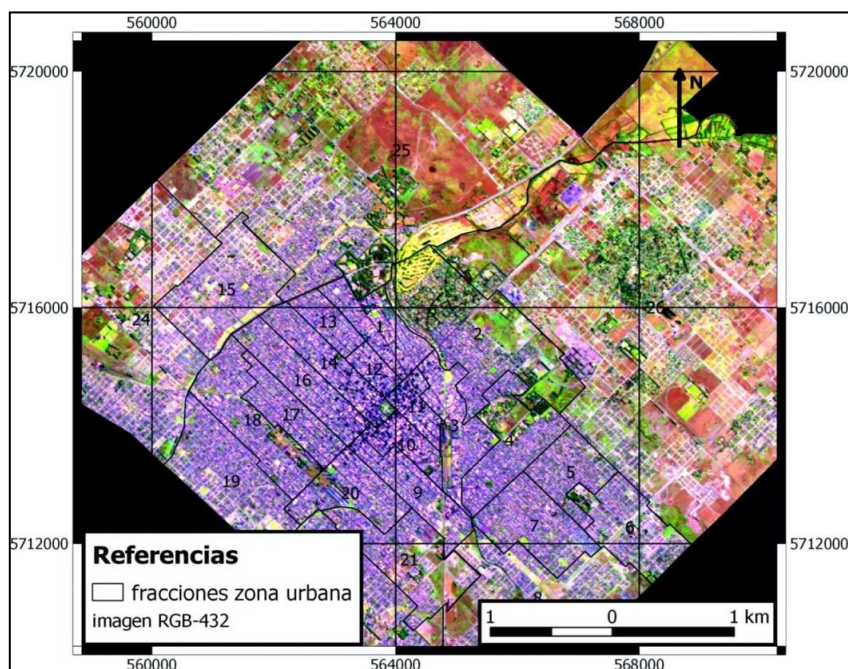 560000 564000 568000
5720000 5720000
N
25
15
5716000 5716000
24
26
13 1 2
14 12
16
11
18 17 3
10 4
19 20 9 5
7 6
5712000 5712000
21
8
Referencias
fracciones zona urbana
imagen RGB-432
1 0 1 km
560000 564000 568000